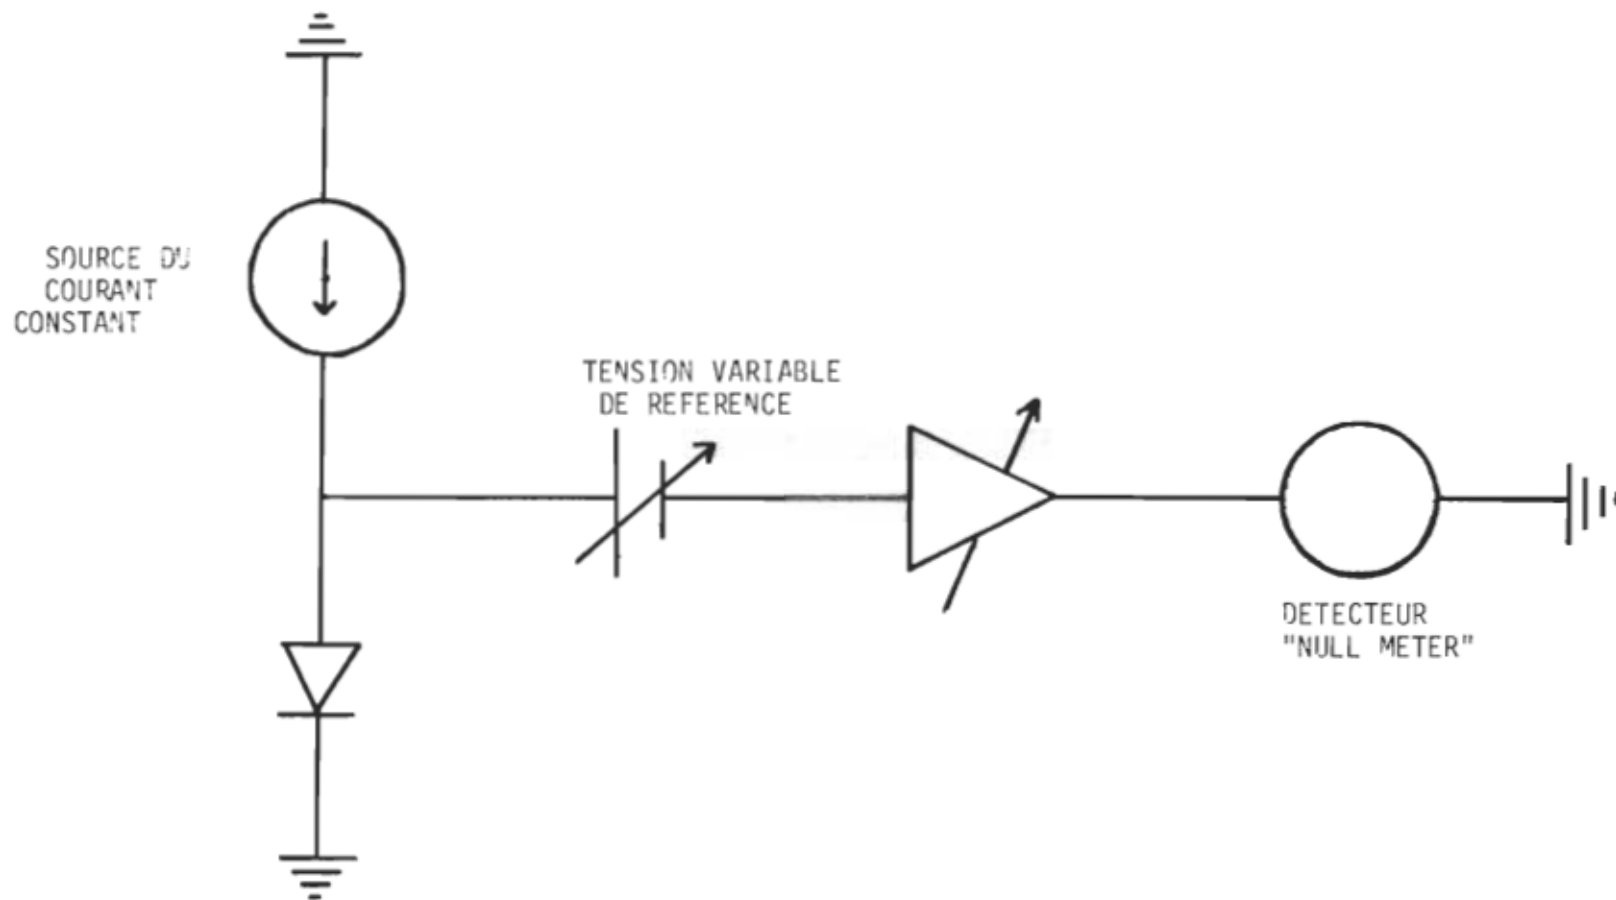 SOURCE DU
COURANT
CONSTANT
TENSION VARIABLE
DE REFERENCE
DETECTEUR
"NULL METER"